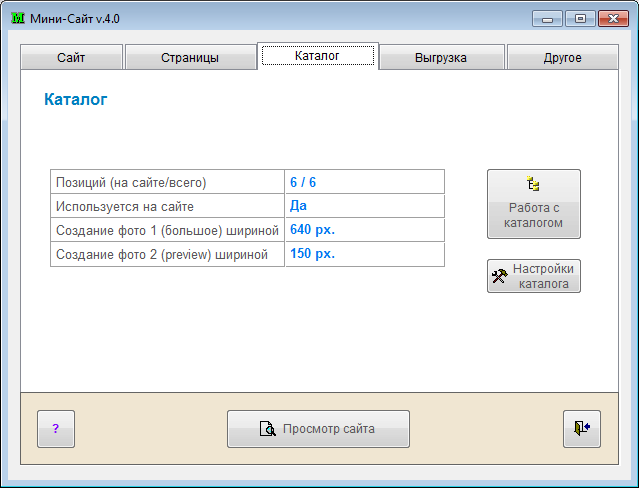 Мини-Сайт v.4.0
Сайт Страницы Каталог Выгрузка Другое
Каталог
Позиций (на сайте/всего) 6 / 6
Используется на сайте Да
Создание фото 1 (большое) шириной 640 px.
Создание фото 2 (preview) шириной 150 px.
Работа с
каталогом
Настройки
каталога
? Просмотр сайта